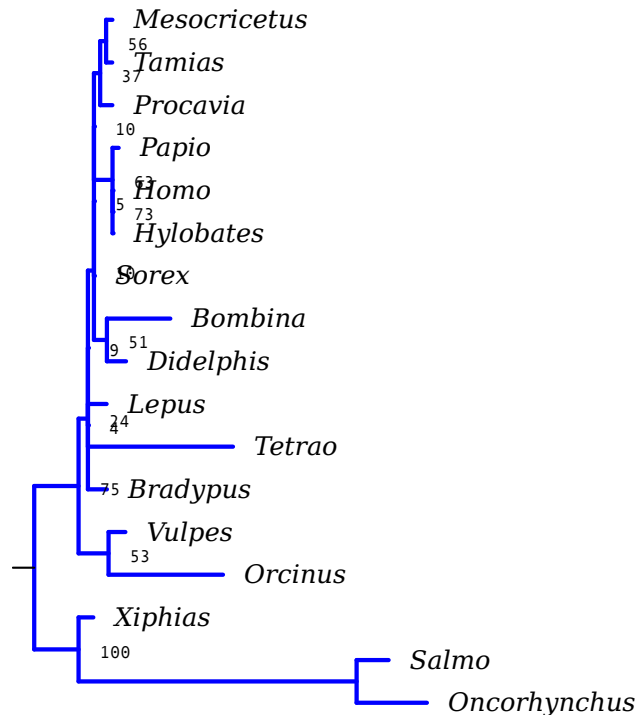 Mesocricetus
56
Tamias
37
Procavia
10
Papio
63
Homo
5
73
Hylobates
Sorex
10
Bombina
51
9
Didelphis
Lepus
24
4
Tetrao
75
Bradypus
Vulpes
53
Orcinus
Xiphias
100
Salmo
Oncorhynchus